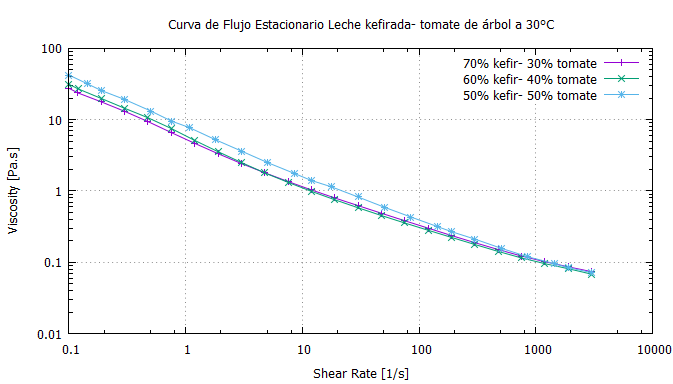 Curva de Flujo Estacionario Leche kefirada- tomate de árbol a 30°C
100
70% kefir- 30% tomate
60% kefir- 40% tomate
50% kefir- 50% tomate
10
1
0.1
0.01
Viscosity [Pa.s]
0.1 1 10 100 1000 10000
Shear Rate [1/s]